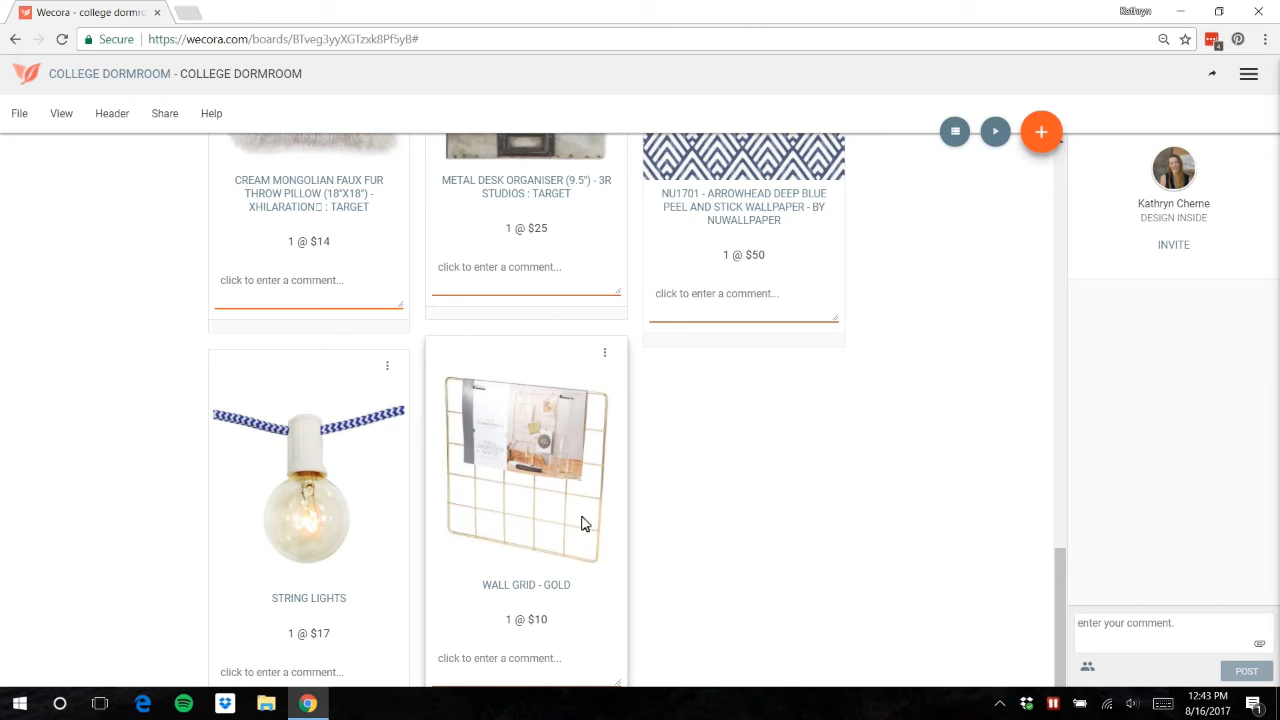 Kathryn
Wecora - College dormroo
Secure https://wecora.com/boards/BTveg3yyXGTzxk8Pf5yB#
4
COLLEGE DORMROOM - COLLEGE DORMROOM
File View Header Share Help
CREAM MONGOLIAN FAUX FUR
THROW PILLOW (18"X18") -
XHILARATION : TARGET
1 @ $14
click to enter a comment...
METAL DESK ORGANISER (9.5") - 3R
STUDIOS : TARGET
1 @ $25
click to enter a comment...
NU1701 - ARROWHEAD DEEP BLUE
PEEL AND STICK WALLPAPER - BY
NUWALLPAPER
1 @ $50
click to enter a comment...
Kathryn Cherne
DESIGN INSIDE
INVITE
STRING LIGHTS
1 @ $17
click to enter a comment...
WALL GRID - GOLD
1 @ $10
click to enter a comment...
enter your comment.
POST
12:43 PM
8/16/2017
1